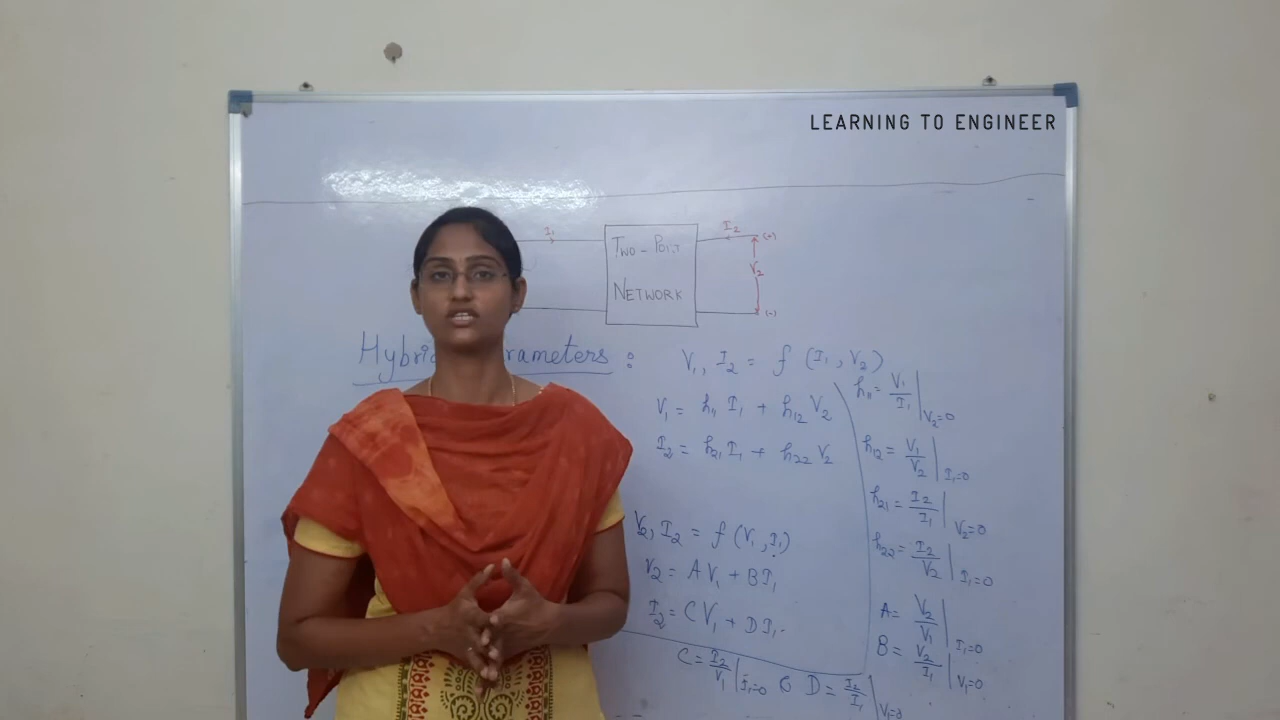 LEARNING TO ENGINEER
I₁
I₂
(+)
TWO-PORT
NETWORK
V₂
(-)
:
V₁, I₂ = f (I₁, V₂)
V₁ = h₁₁ I₁ + h₁₂ V₂
I₂ = h₂₁ I₁ + h₂₂ V₂
V₂, I₂ = f (V₁, I₁)
V₂ = A V₁ + B I₁
I₂ = C V₁ + D I₁
h₁₁ = V₁/I₁ | V₂=0
h₁₂ = V₁/V₂ | I₁=0
h₂₁ = I₂/I₁ | V₂=0
h₂₂ = I₂/V₂ | I₁=0
A = V₂/V₁ | I₁=0
B = V₂/I₁ | V₁=0
C = I₂/V₁ | I₁=0 D = I₂/I₁ | V₁=0